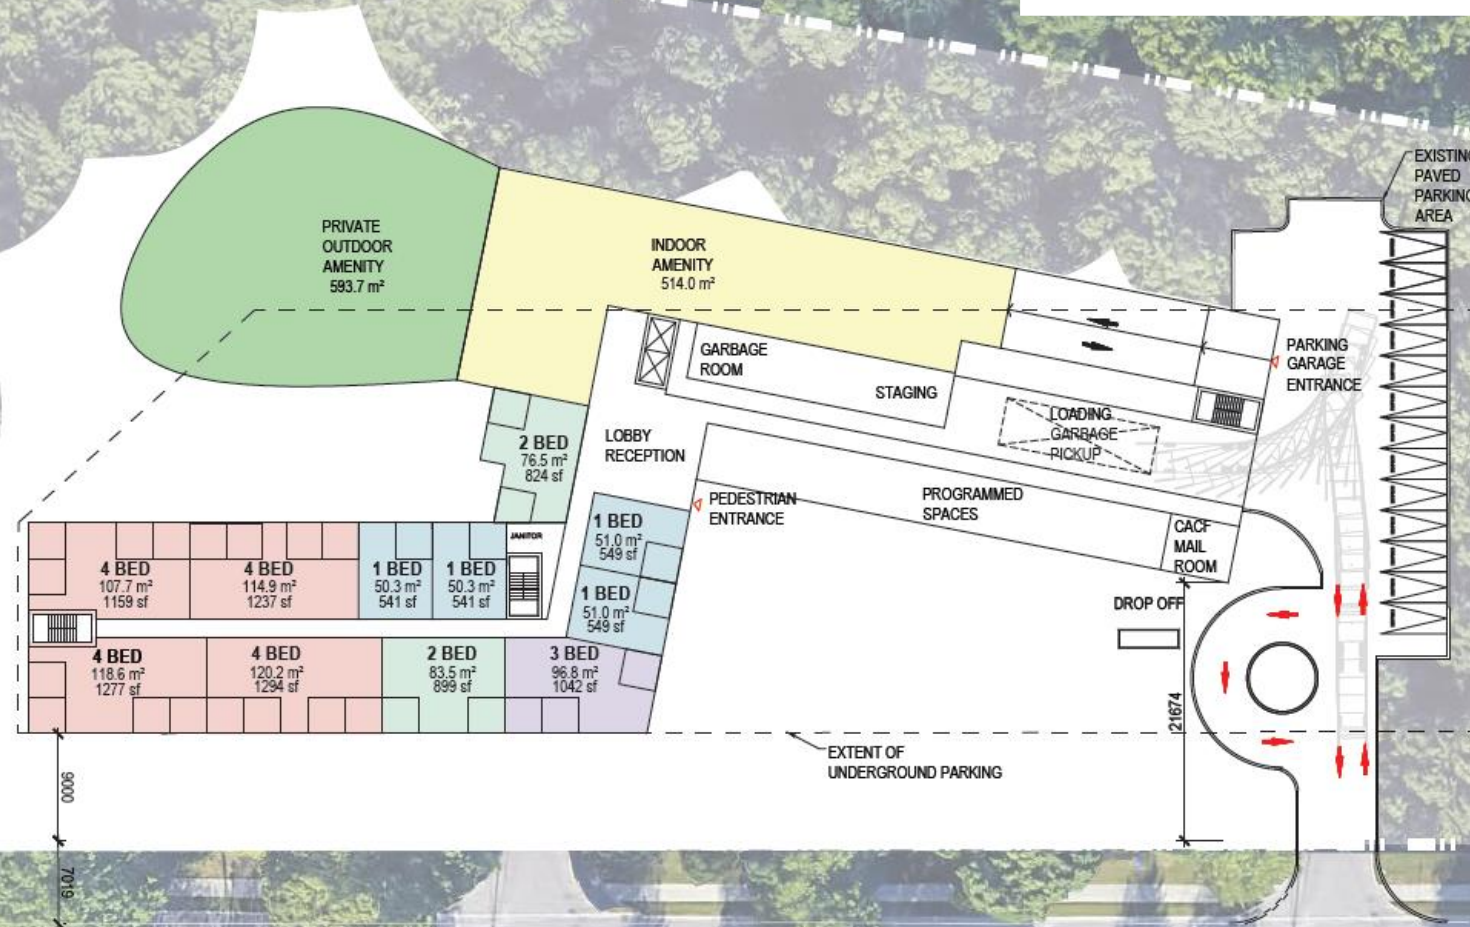 EXISTING
PAVED
PARKING
AREA
PRIVATE
OUTDOOR
AMENITY
593.7 m²
INDOOR
AMENITY
514.0 m²
GARBAGE
ROOM
STAGING
PARKING
GARAGE
ENTRANCE
LOADING
GARBAGE
PICKUP
LOBBY
RECEPTION
2 BED
76.5 m²
824 sf
PEDESTRIAN
ENTRANCE
PROGRAMMED
SPACES
CACF
MAIL
ROOM
JANITOR
1 BED
51.0 m²
549 sf
1 BED
51.0 m²
549 sf
4 BED
107.7 m²
1159 sf
4 BED
114.9 m²
1237 sf
1 BED
50.3 m²
541 sf
1 BED
50.3 m²
541 sf
4 BED
118.6 m²
1277 sf
4 BED
120.2 m²
1294 sf
2 BED
83.5 m²
899 sf
3 BED
96.8 m²
1042 sf
DROP OFF
21674
EXTENT OF
UNDERGROUND PARKING
9000
7019